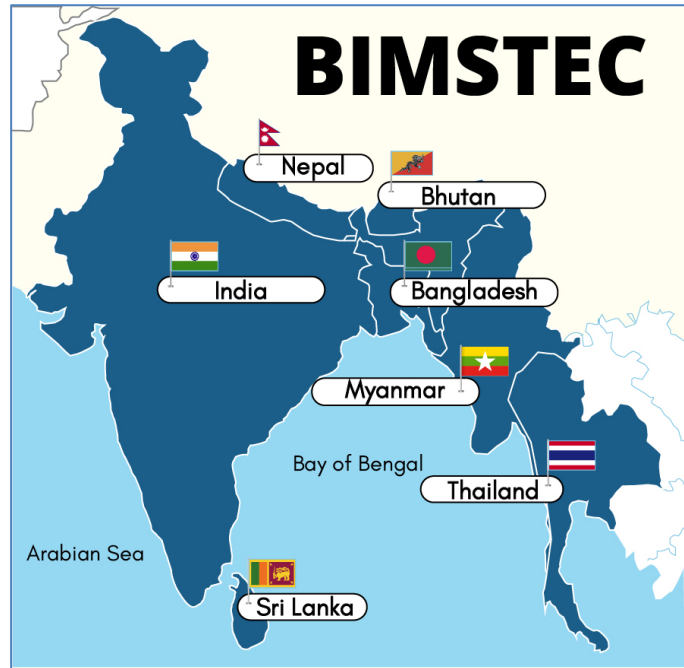 BIMSTEC
Nepal
Bhutan
India
Bangladesh
Myanmar
Bay of Bengal
Thailand
Arabian Sea
Sri Lanka